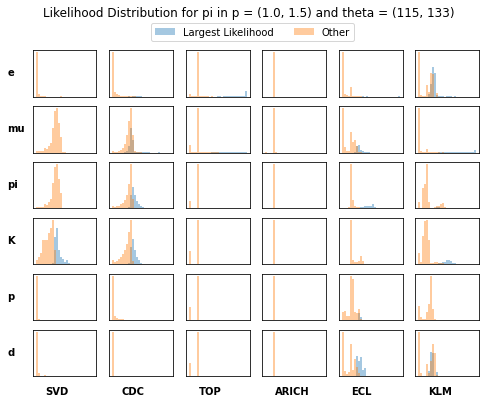 Likelihood Distribution for pi in p = (1.0, 1.5) and theta = (115, 133)
Largest Likelihood Other
e
mu
pi
K
p
d
SVD CDC TOP ARICH ECL KLM